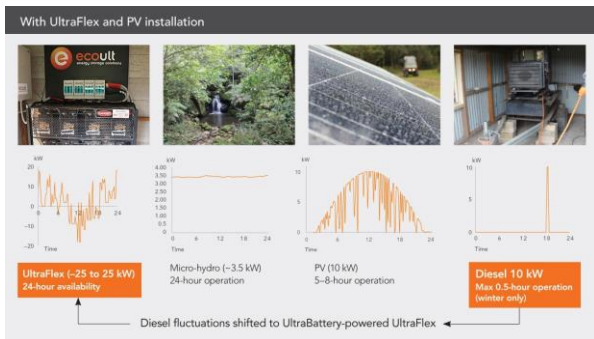 With UltraFlex and PV installation
ecoult
energy storage solutions
kW
20
10
0
-10
-20
0 6 12 18 24
Time
kW
4.00
3.50
3.00
2.50
2.00
1.50
1.00
0.5
0
0 6 12 18 24
Time
kW
10
5
0
0 6 12 18 24
Time
kW
10
5
0
0 6 12 18 24
Time
UltraFlex (–25 to 25 kW)
24-hour availability
Micro-hydro (~3.5 kW)
24-hour operation
PV (10 kW)
5–8-hour operation
Diesel 10 kW
Max 0.5-hour operation
(winter only)
Diesel fluctuations shifted to UltraBattery-powered UltraFlex